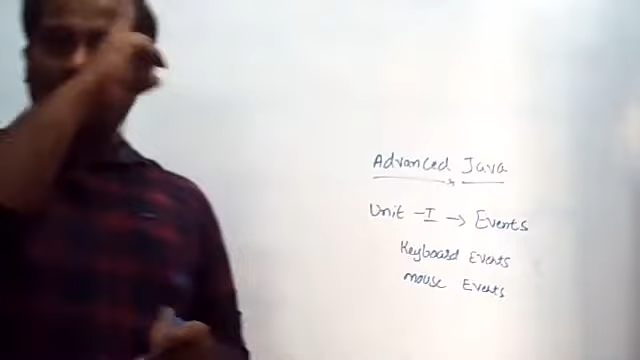 Advanced Java
Unit - I → Events
Keyboard Events
mouse Events